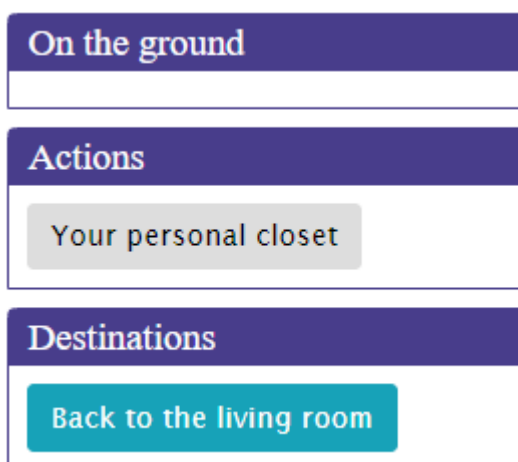 On the ground
Actions
Your personal closet
Destinations
Back to the living room